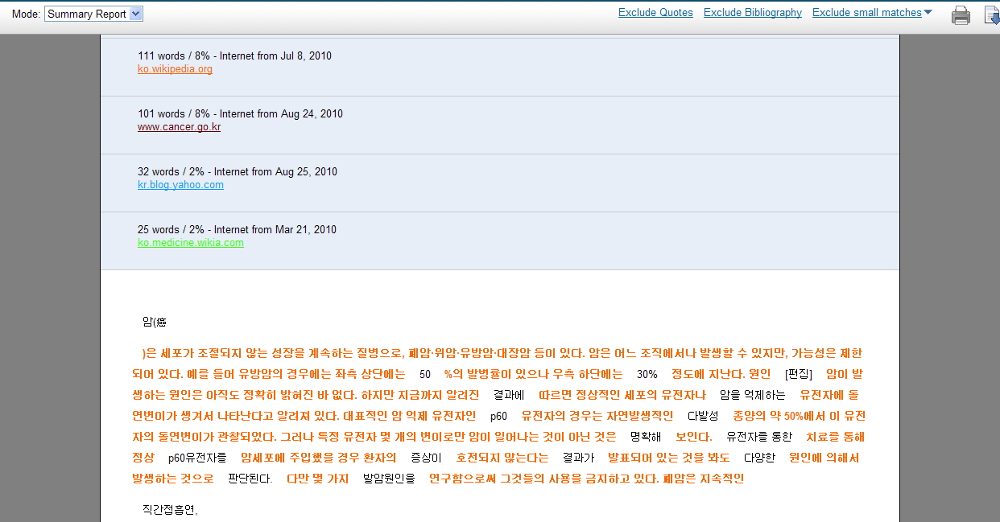 Mode: Summary Report Exclude Quotes Exclude Bibliography Exclude small matches
111 words / 8% - Internet from Jul 8, 2010
ko.wikipedia.org
101 words / 8% - Internet from Aug 24, 2010
www.cancer.go.kr
32 words / 2% - Internet from Aug 25, 2010
kr.blog.yahoo.com
25 words / 2% - Internet from Mar 21, 2010
ko.medicine.wikia.com
암(癌
)은 세포가 조절되지 않는 성장을 계속하는 질병으로, 폐암·위암·유방암·대장암 등이 있다. 암은 어느 조직에서나 발생할 수 있지만, 가능성은 제한
되어 있다. 예를 들어 유방암의 경우에는 좌측 상단에는 50 %의 발병률이 있으나 우측 하단에는 30% 정도에 지난다. 원인 [편집] 암이 발
생하는 원인은 아직도 정확히 밝혀진 바 없다. 하지만 지금까지 알려진 결과에 따르면 정상적인 세포의 유전자나 암을 억제하는 유전자에 돌
연변이가 생겨서 나타난다고 알려져 있다. 대표적인 암 억제 유전자인 p60 유전자의 경우는 자연발생적인 다발성 종양의 약 50%에서 이 유전
자의 돌연변이가 관찰되었다. 그러나 특정 유전자 몇 개의 변이로만 암이 일어나는 것이 아닌 것은 명확해 보인다. 유전자를 통한 치료를 통해
정상 p60유전자를 암세포에 주입했을 경우 환자의 증상이 호전되지 않는다는 결과가 발표되어 있는 것을 봐도 다양한 원인에 의해서
발생하는 것으로 판단된다. 다만 몇 가지 발암원인을 연구함으로써 그것들의 사용을 금지하고 있다. 폐암은 지속적인
직간접흡연,